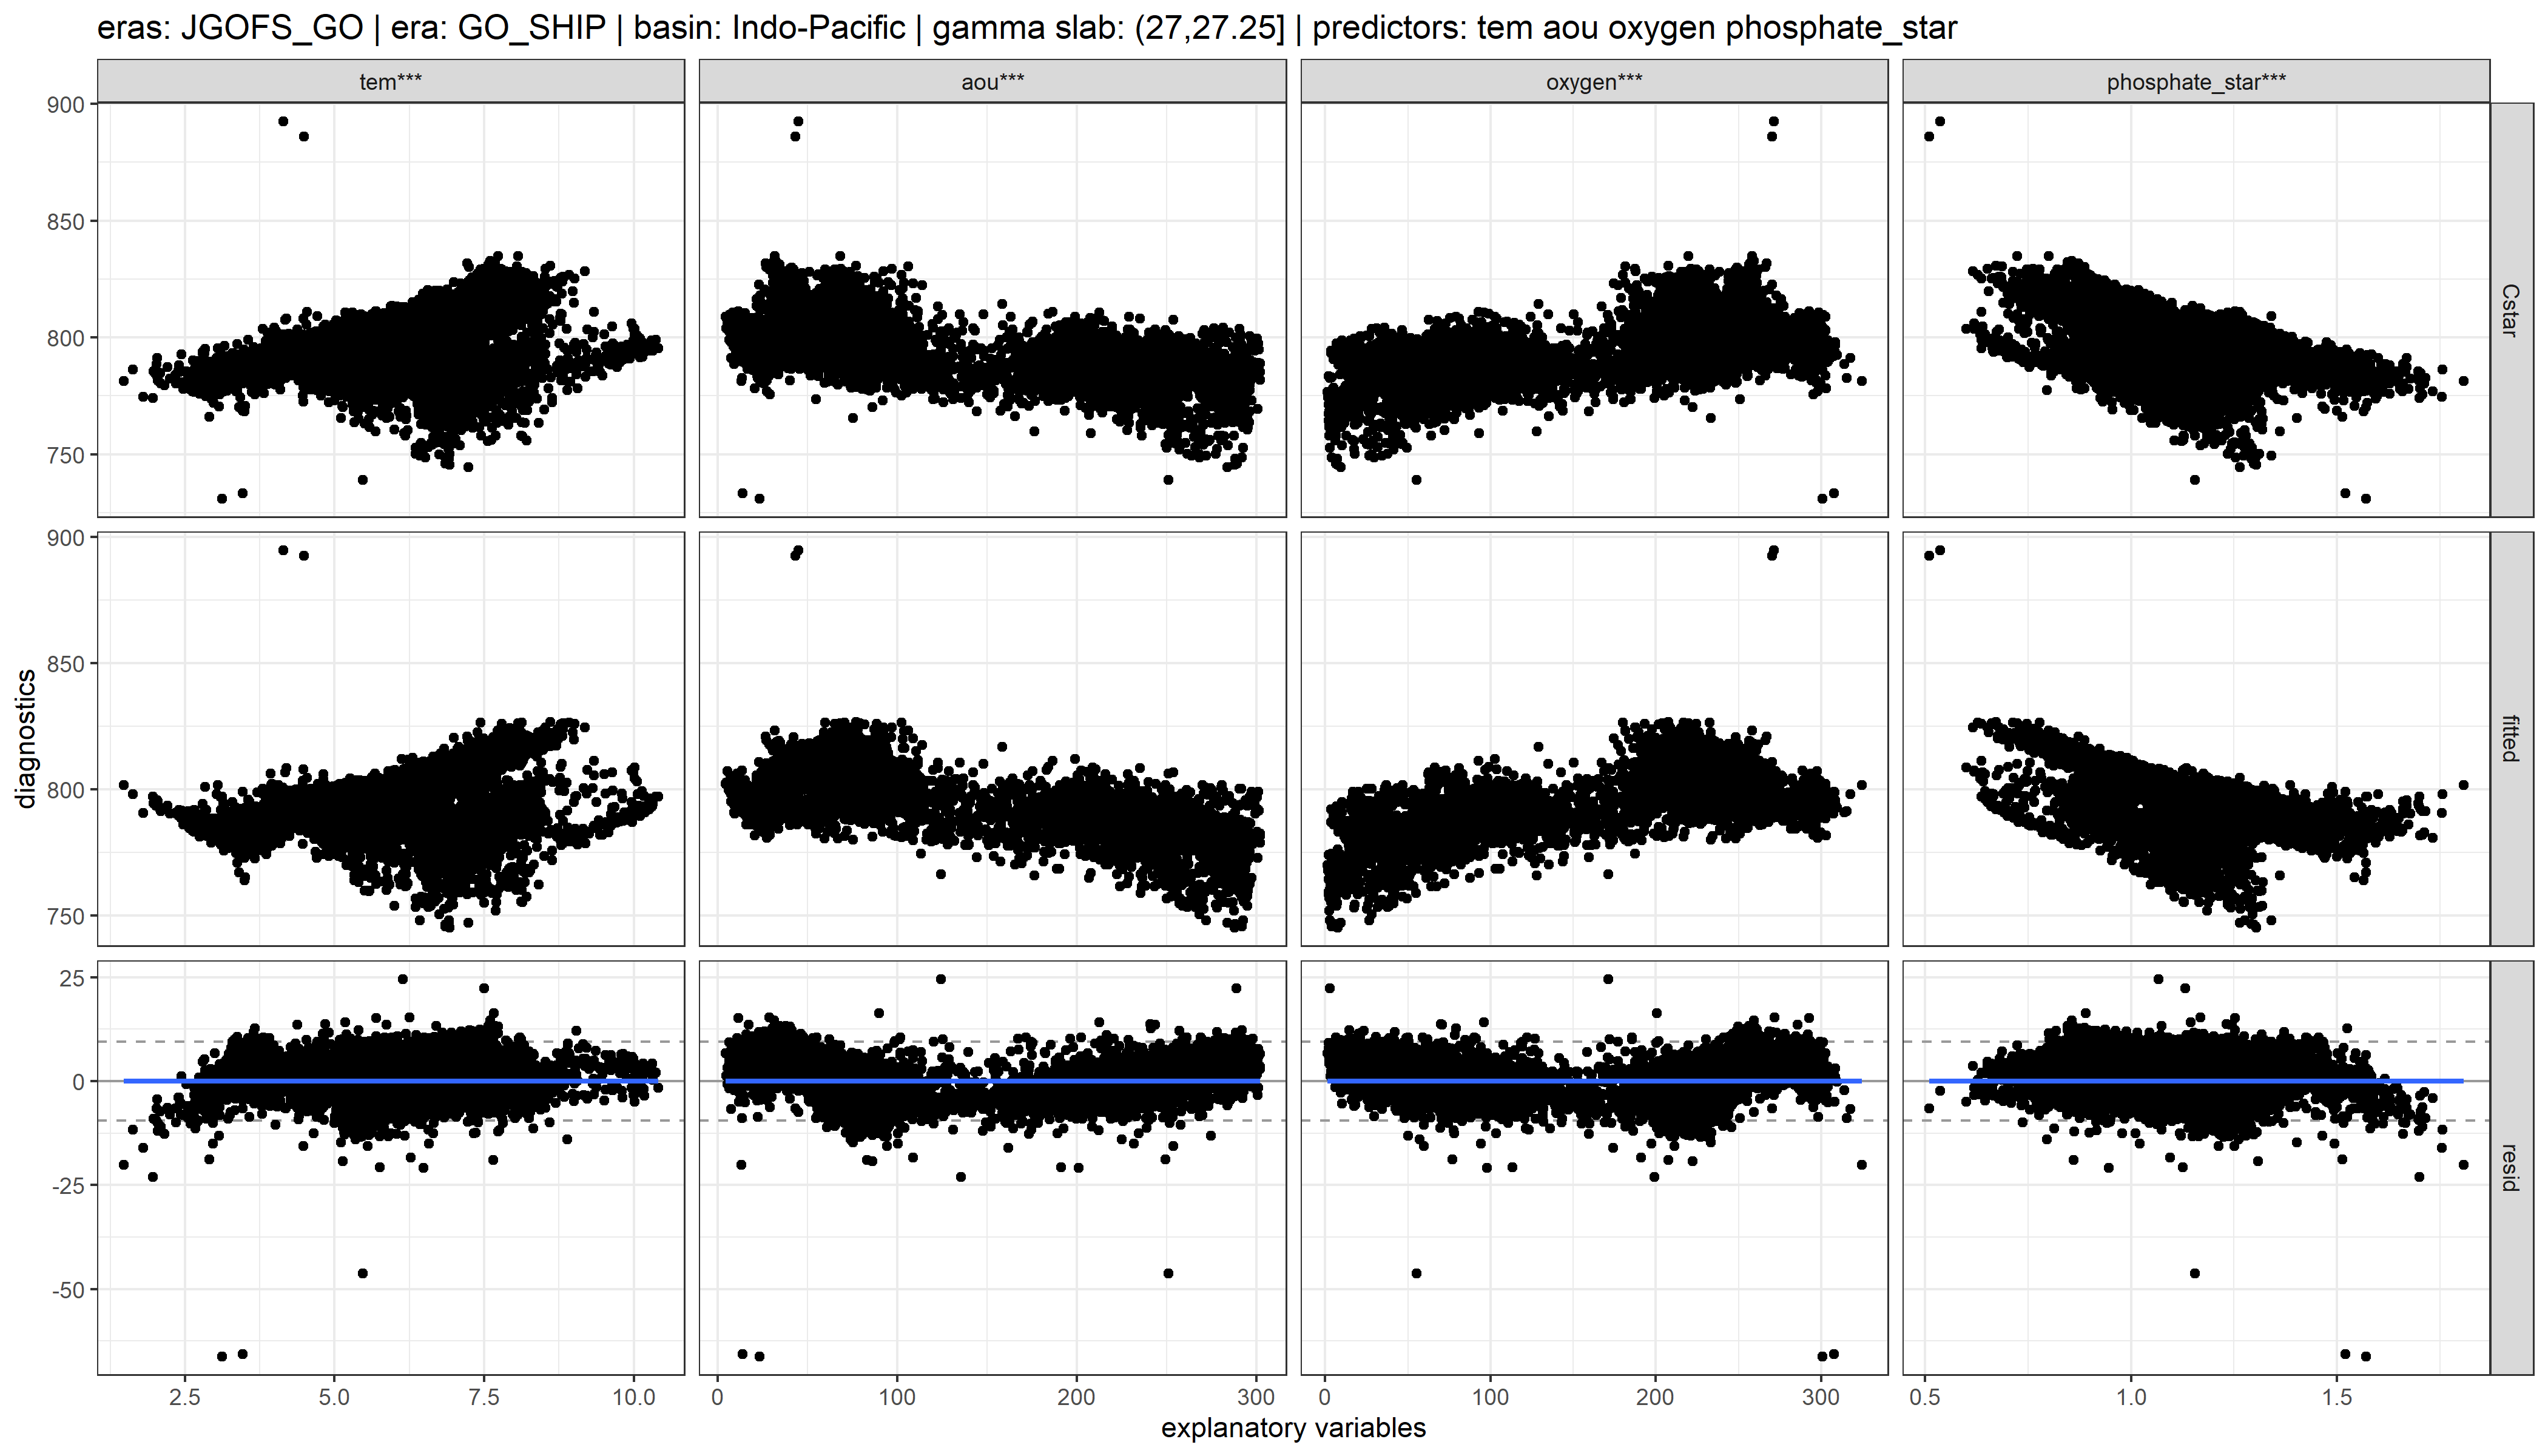 eras: JGOFS_GO | era: GO_SHIP | basin: Indo-Pacific | gamma slab: (27,27.25] | predictors: tem aou oxygen phosphate_star
tem*** aou*** oxygen*** phosphate_star***
900
850
800
750
Cstar
900
850
800
750
fitted
25
0
-25
-50
resid
diagnostics
2.5 5.0 7.5 10.0 0 100 200 300 0 100 200 300 0.5 1.0 1.5
explanatory variables